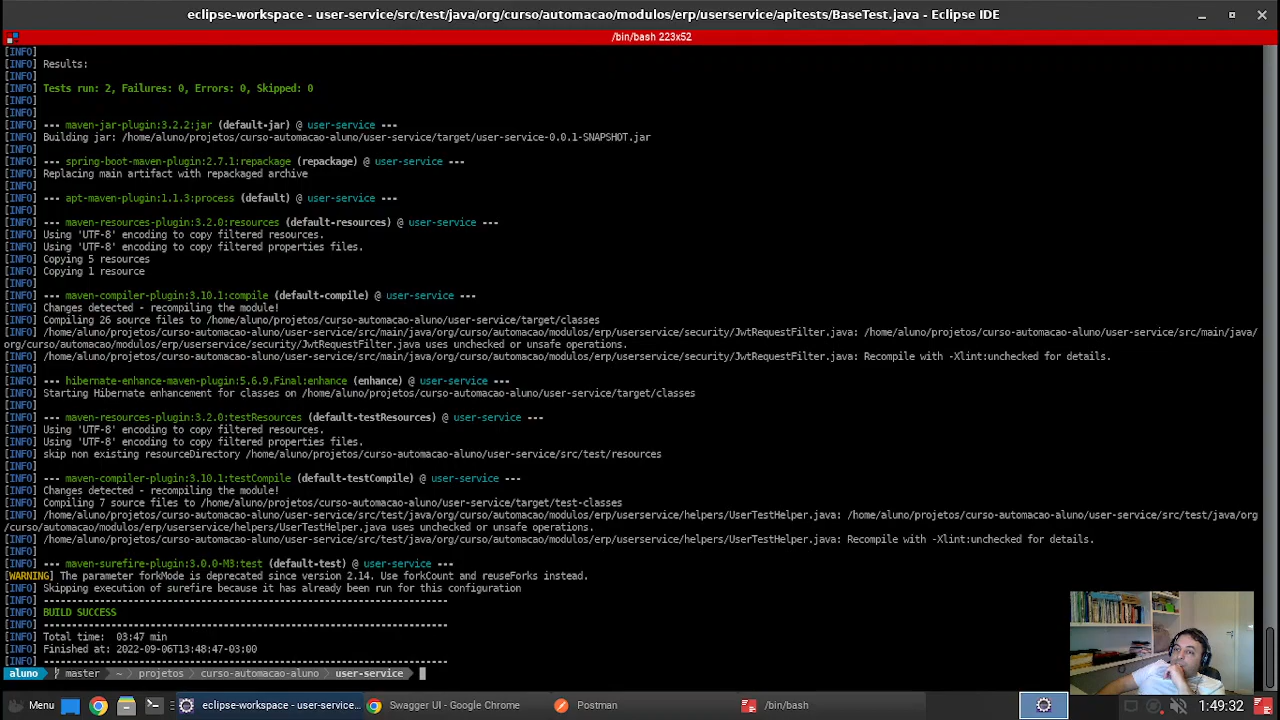 eclipse-workspace - user-service/src/test/java/org/curso/automacao/modulos/erp/userservice/apitests/BaseTest.java - Eclipse IDE
/bin/bash 223x52
[INFO]
[INFO] Results:
[INFO]
[INFO] Tests run: 2, Failures: 0, Errors: 0, Skipped: 0
[INFO]
[INFO]
[INFO] --- maven-jar-plugin:3.2.2:jar (default-jar) @ user-service ---
[INFO] Building jar: /home/aluno/projetos/curso-automacao-aluno/user-service/target/user-service-0.0.1-SNAPSHOT.jar
[INFO]
[INFO] --- spring-boot-maven-plugin:2.7.1:repackage (repackage) @ user-service ---
[INFO] Replacing main artifact with repackaged archive
[INFO]
[INFO] --- apt-maven-plugin:1.1.3:process (default) @ user-service ---
[INFO]
[INFO] --- maven-resources-plugin:3.2.0:resources (default-resources) @ user-service ---
[INFO] Using 'UTF-8' encoding to copy filtered resources.
[INFO] Using 'UTF-8' encoding to copy filtered properties files.
[INFO] Copying 5 resources
[INFO] Copying 1 resource
[INFO]
[INFO] --- maven-compiler-plugin:3.10.1:compile (default-compile) @ user-service ---
[INFO] Changes detected - recompiling the module!
[INFO] Compiling 26 source files to /home/aluno/projetos/curso-automacao-aluno/user-service/target/classes
[INFO] /home/aluno/projetos/curso-automacao-aluno/user-service/src/main/java/org/curso/automacao/modulos/erp/userservice/security/JwtRequestFilter.java: /home/aluno/projetos/curso-automacao-aluno/user-service/src/main/java/
org/curso/automacao/modulos/erp/userservice/security/JwtRequestFilter.java uses unchecked or unsafe operations.
[INFO] /home/aluno/projetos/curso-automacao-aluno/user-service/src/main/java/org/curso/automacao/modulos/erp/userservice/security/JwtRequestFilter.java: Recompile with -Xlint:unchecked for details.
[INFO]
[INFO] --- hibernate-enhance-maven-plugin:5.6.9.Final:enhance (enhance) @ user-service ---
[INFO] Starting Hibernate enhancement for classes on /home/aluno/projetos/curso-automacao-aluno/user-service/target/classes
[INFO]
[INFO] --- maven-resources-plugin:3.2.0:testResources (default-testResources) @ user-service ---
[INFO] Using 'UTF-8' encoding to copy filtered resources.
[INFO] Using 'UTF-8' encoding to copy filtered properties files.
[INFO] skip non existing resourceDirectory /home/aluno/projetos/curso-automacao-aluno/user-service/src/test/resources
[INFO]
[INFO] --- maven-compiler-plugin:3.10.1:testCompile (default-testCompile) @ user-service ---
[INFO] Changes detected - recompiling the module!
[INFO] Compiling 7 source files to /home/aluno/projetos/curso-automacao-aluno/user-service/target/test-classes
[INFO] /home/aluno/projetos/curso-automacao-aluno/user-service/src/test/java/org/curso/automacao/modulos/erp/userservice/helpers/UserTestHelper.java: /home/aluno/projetos/curso-automacao-aluno/user-service/src/test/java/org
/curso/automacao/modulos/erp/userservice/helpers/UserTestHelper.java uses unchecked or unsafe operations.
[INFO] /home/aluno/projetos/curso-automacao-aluno/user-service/src/test/java/org/curso/automacao/modulos/erp/userservice/helpers/UserTestHelper.java: Recompile with -Xlint:unchecked for details.
[INFO]
[INFO] --- maven-surefire-plugin:3.0.0-M3:test (default-test) @ user-service ---
[WARNING] The parameter forkMode is deprecated since version 2.14. Use forkCount and reuseForks instead.
[INFO] Skipping execution of surefire because it has already been run for this configuration
[INFO] ------------------------------------------------------------------------
[INFO] BUILD SUCCESS
[INFO] ------------------------------------------------------------------------
[INFO] Total time:  03:47 min
[INFO] Finished at: 2022-09-06T13:48:47-03:00
[INFO] ------------------------------------------------------------------------
aluno master ~ projetos curso-automacao-aluno user-service
Menu eclipse-workspace - user-service... Swagger UI - Google Chrome Postman /bin/bash 1:49:32